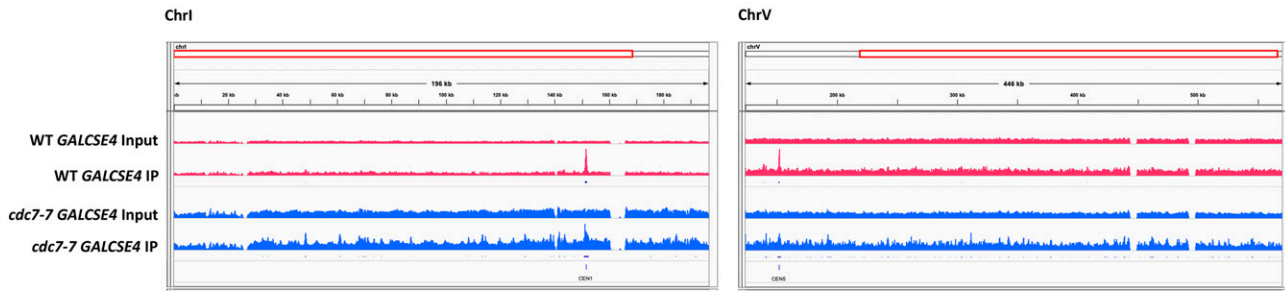 ChrI
ChrV
chrI
chrV
196 kb
446 kb
kb 20 kb 40 kb 60 kb 80 kb 100 kb 120 kb 140 kb 160 kb 180 kb
200 kb 300 kb 400 kb 500 kb
WT GALCSE4 Input
WT GALCSE4 IP
cdc7-7 GALCSE4 Input
cdc7-7 GALCSE4 IP
CEN1
CEN5